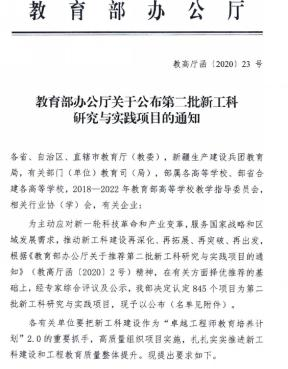 教育部办公厅
教高厅函〔2020〕23 号
教育部办公厅关于公布第二批新工科
研究与实践项目的通知
各省、自治区、直辖市教育厅（教委），新疆生产建设兵团教育
局，有关部门（单位）教育司（局），部属各高等学校、部省合
建各高等学校，2018—2022 年教育部高等学校教学指导委员会，
相关行业协（学）会，有关企业：
为主动应对新一轮科技革命和产业变革，服务国家战略和区
域发展需求，推动新工科建设再深化、再拓展、再突破、再出发，
根据《教育部办公厅关于推荐第二批新工科研究与实践项目的通
知》（教高厅函〔2020〕2 号）精神，在有关方面择优推荐的基
础上，经专家综合评议及公示，我部决定认定 845 个项目为第
二批新工科研究与实践项目，现予以公布（名单见附件）。
各有关单位要把新工科建设作为“卓越工程师教育培养计
划”2.0 的重要抓手，高质量组织项目实施，扎扎实实推进新
工科建设和工程教育质量整体提升。现提出要求如下。